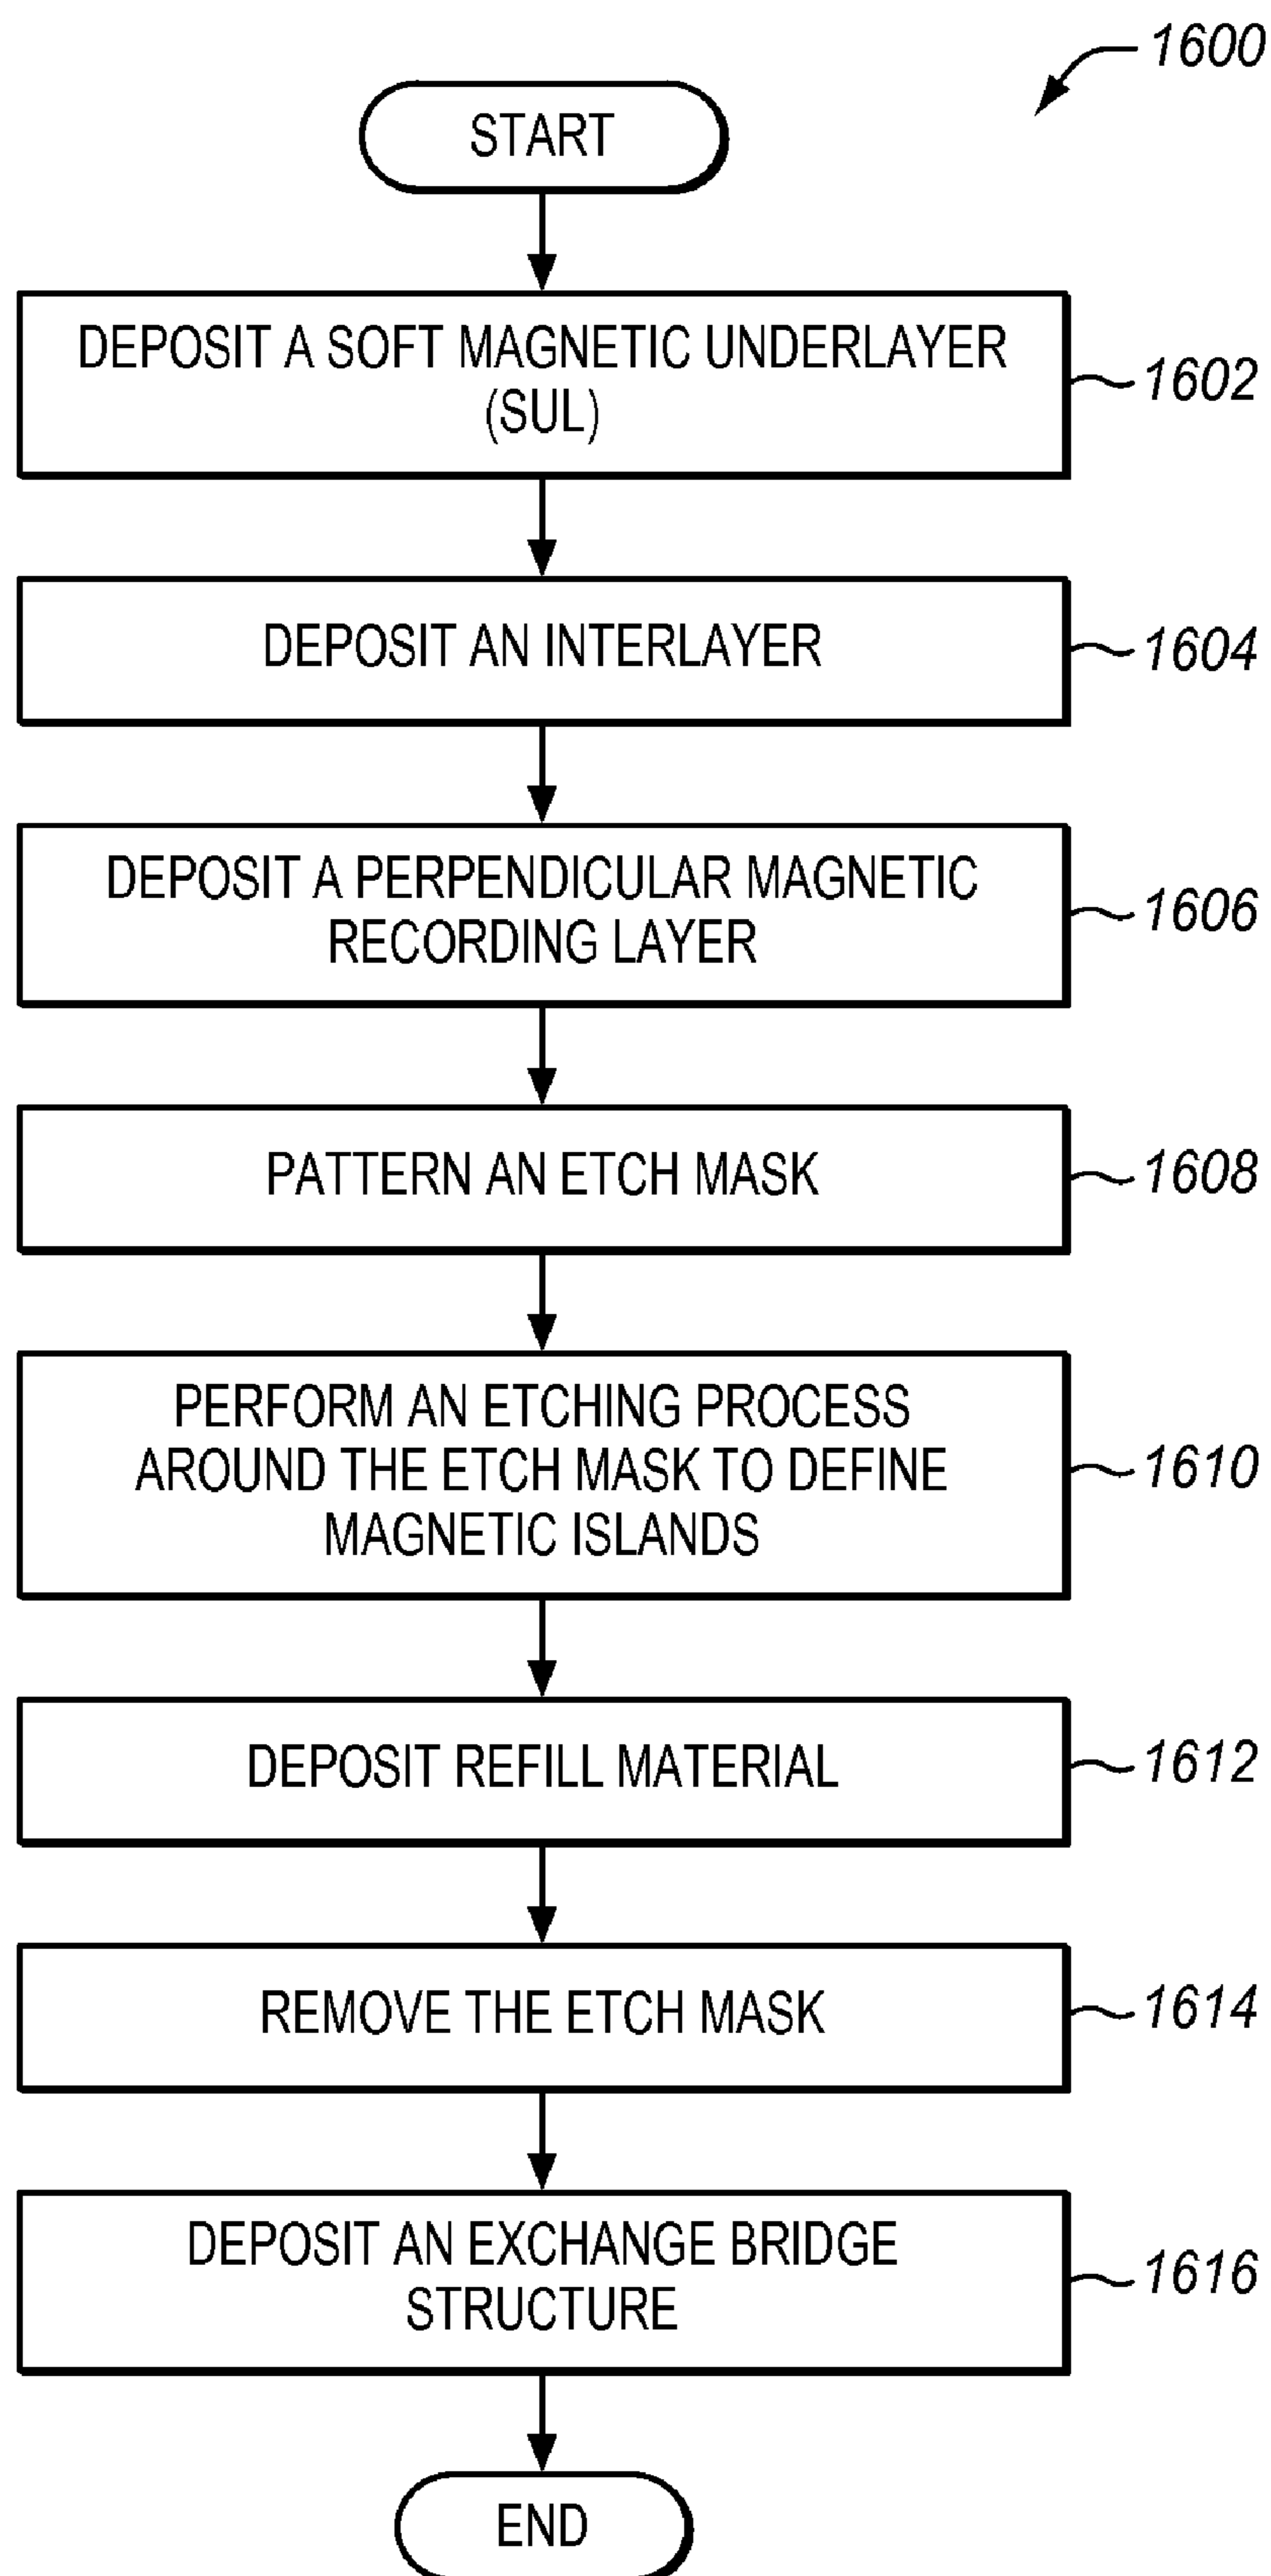 1600
START
DEPOSIT A SOFT MAGNETIC UNDERLAYER
(SUL)
1602
DEPOSIT AN INTERLAYER
1604
DEPOSIT A PERPENDICULAR MAGNETIC
RECORDING LAYER
1606
PATTERN AN ETCH MASK
1608
PERFORM AN ETCHING PROCESS
AROUND THE ETCH MASK TO DEFINE
MAGNETIC ISLANDS
1610
DEPOSIT REFILL MATERIAL
1612
REMOVE THE ETCH MASK
1614
DEPOSIT AN EXCHANGE BRIDGE
STRUCTURE
1616
END